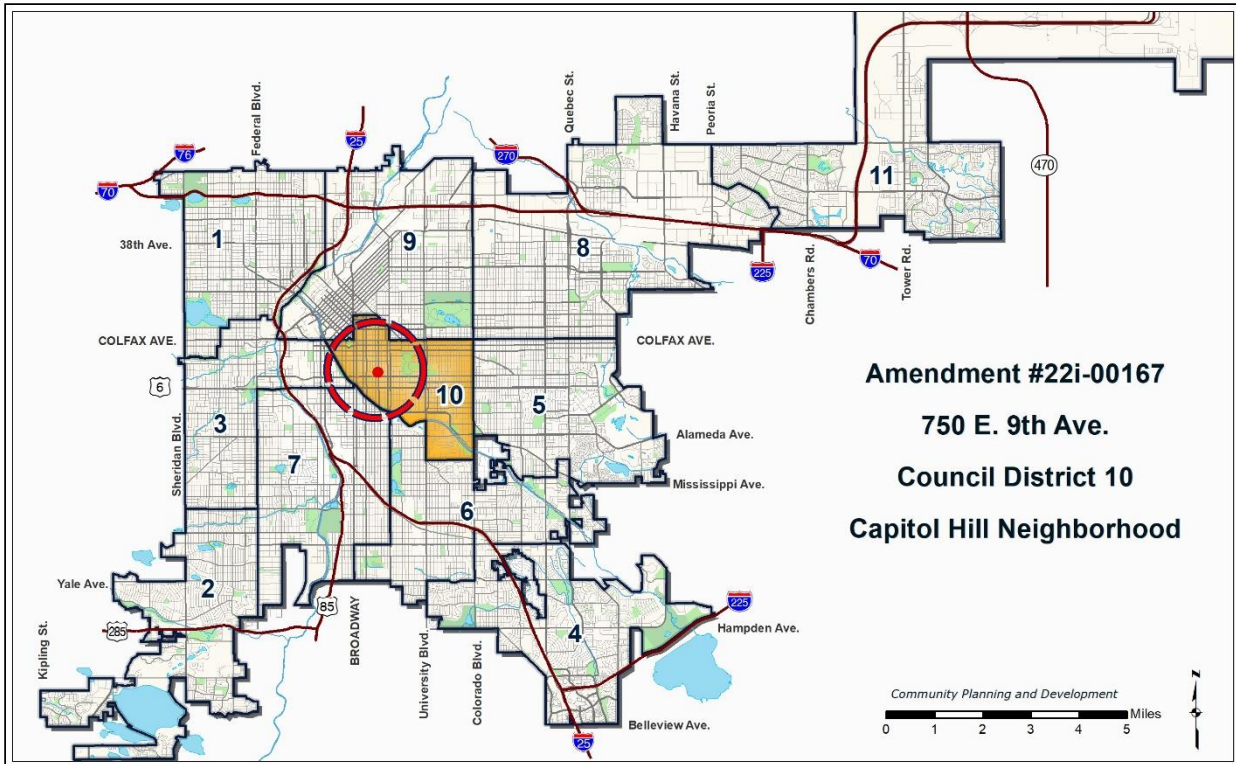 Federal Blvd.
Quebec St.
Havana St.
Peoria St.
76
25
270
70
470
11
1
9
8
38th Ave.
225
70
Chambers Rd.
Tower Rd.
COLFAX AVE.
COLFAX AVE.
6
Sheridan Blvd.
10
5
3
7
Alameda Ave.
Mississippi Ave.
6
Yale Ave.
2
85
285
Kipling St.
BROADWAY
University Blvd.
Colorado Blvd.
4
225
Hampden Ave.
Belleview Ave.
25
Amendment #22i-00167
750 E. 9th Ave.
Council District 10
Capitol Hill Neighborhood
Community Planning and Development
Miles
0 1 2 3 4 5
N